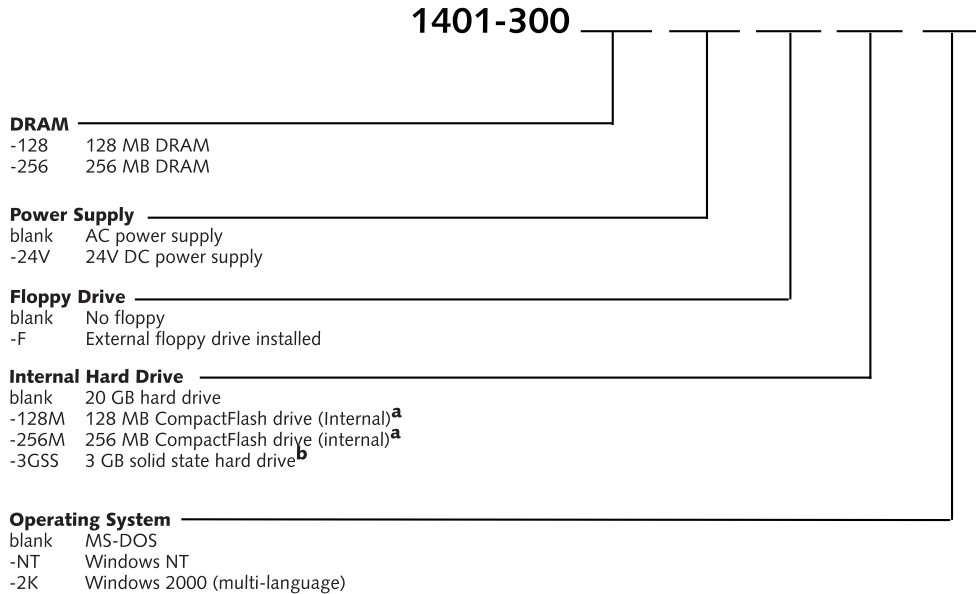 1401-300
DRAM
-128 128 MB DRAM
-256 256 MB DRAM
Power Supply
blank AC power supply
-24V 24V DC power supply
Floppy Drive
blank No floppy
-F External floppy drive installed
Internal Hard Drive
blank 20 GB hard drive
-128M 128 MB CompactFlash drive (Internal)a
-256M 256 MB CompactFlash drive (internal)a
-3GSS 3 GB solid state hard driveb
Operating System
blank MS-DOS
-NT Windows NT
-2K Windows 2000 (multi-language)